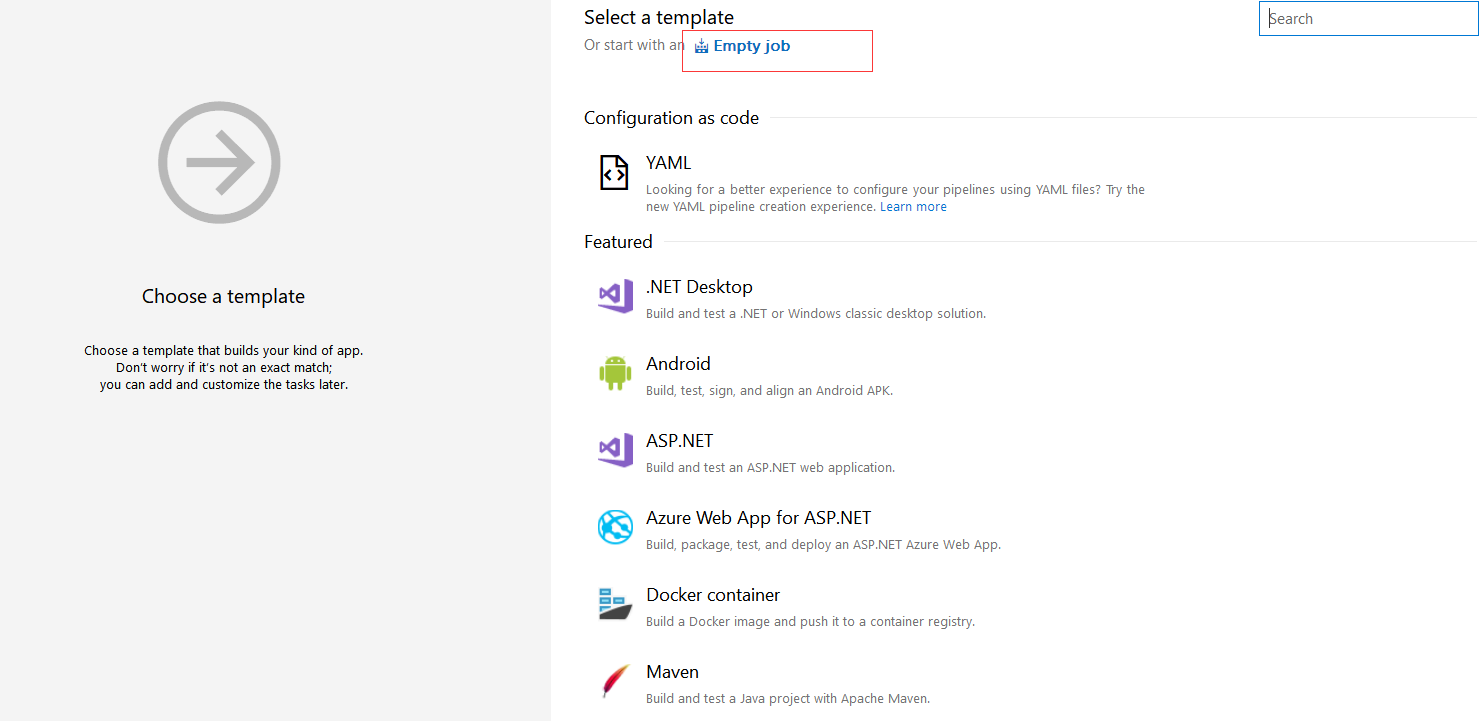 Select a template
Search
Or start with an Empty job
Configuration as code
YAML
Looking for a better experience to configure your pipelines using YAML files? Try the
new YAML pipeline creation experience. Learn more
Featured
.NET Desktop
Build and test a .NET or Windows classic desktop solution.
Android
Build, test, sign, and align an Android APK.
ASP.NET
Build and test an ASP.NET web application.
Azure Web App for ASP.NET
Build, package, test, and deploy an ASP.NET Azure Web App.
Docker container
Build a Docker image and push it to a container registry.
Maven
Build and test a Java project with Apache Maven.
Choose a template
Choose a template that builds your kind of app.
Don't worry if it's not an exact match;
you can add and customize the tasks later.